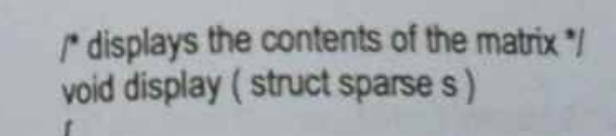 /* displays the contents of the matrix */
void display ( struct sparse s )
{